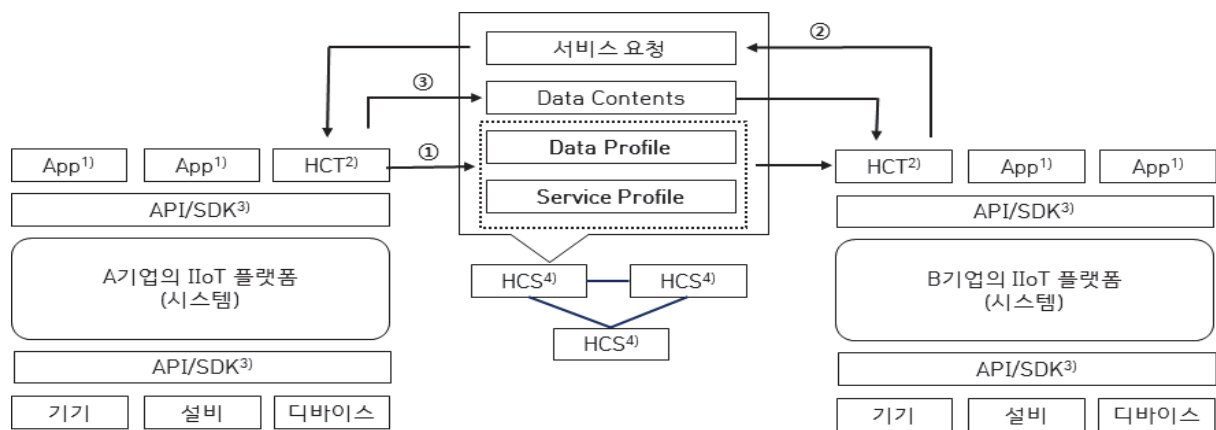 서비스 요청
②
③
Data Contents
App1)
App1)
HCT2)
①
Data Profile
Service Profile
HCT2)
App1)
App1)
API/SDK3)
API/SDK3)
A기업의 IIoT 플랫폼
(시스템)
HCS4)
HCS4)
HCS4)
B기업의 IIoT 플랫폼
(시스템)
API/SDK3)
API/SDK3)
기기
설비
디바이스
기기
설비
디바이스